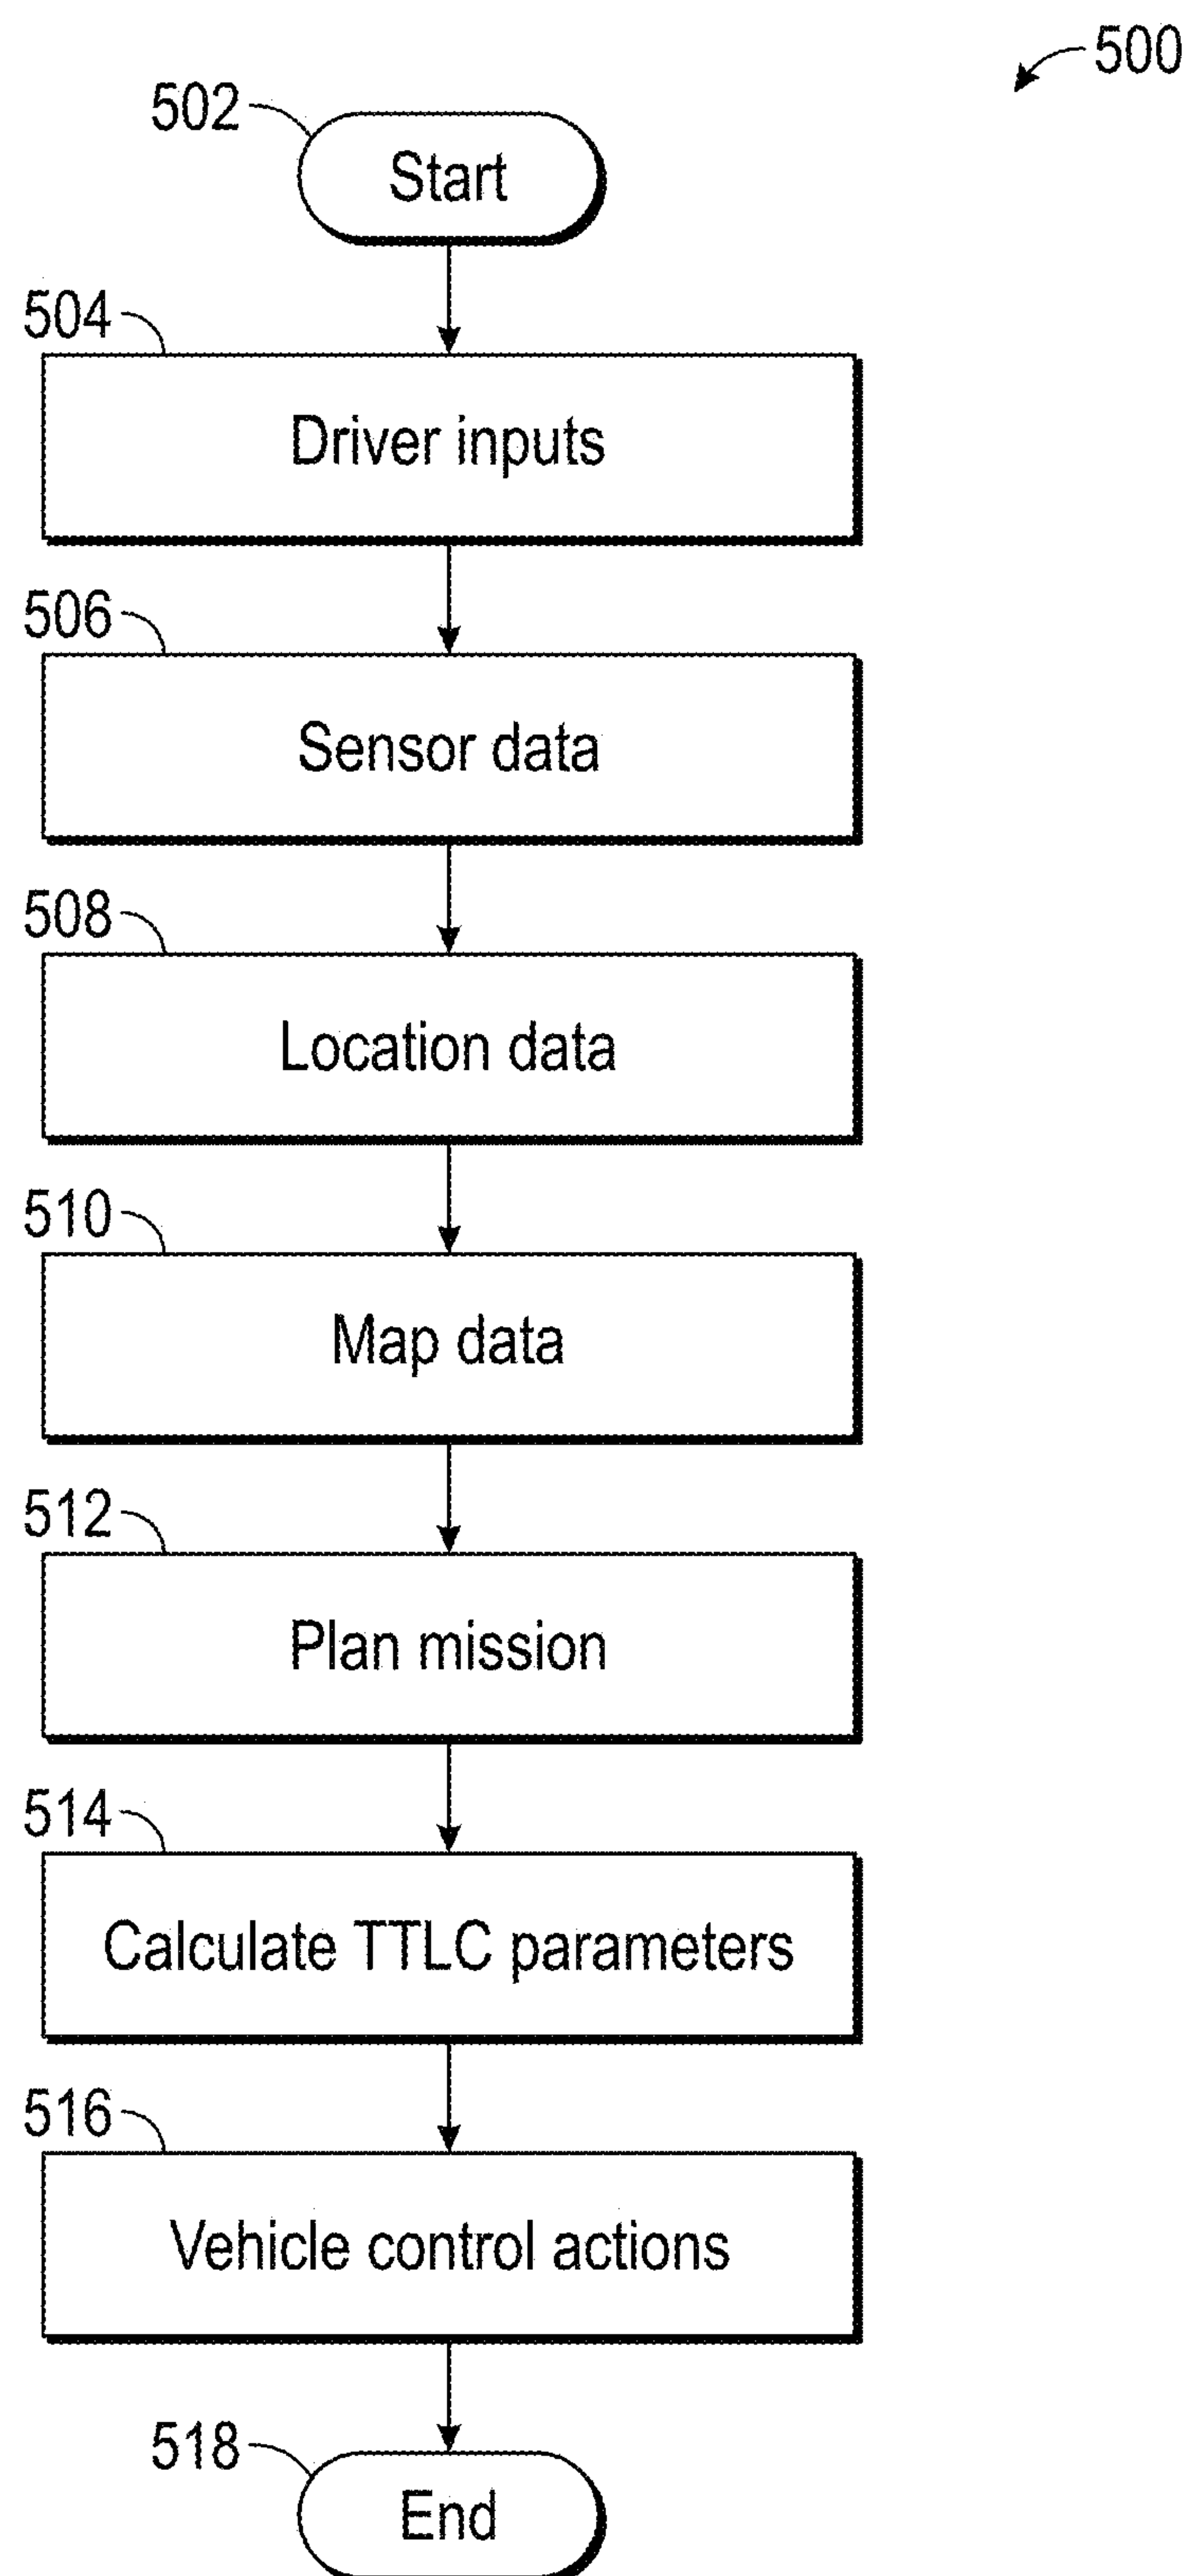 500
502
Start
504
Driver inputs
506
Sensor data
508
Location data
510
Map data
512
Plan mission
514
Calculate TTLC parameters
516
Vehicle control actions
518
End